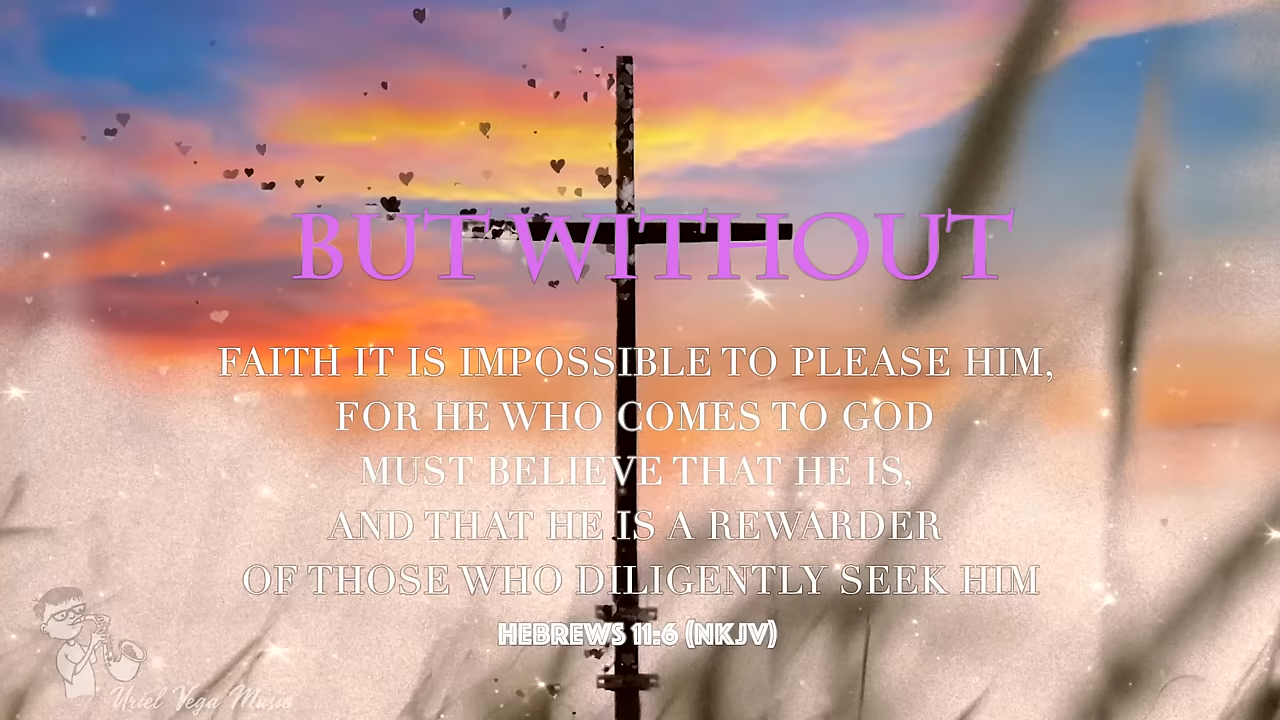 BUT WITHOUT
FAITH IT IS IMPOSSIBLE TO PLEASE HIM,
FOR HE WHO COMES TO GOD
MUST BELIEVE THAT HE IS,
AND THAT HE IS A REWARDER
OF THOSE WHO DILIGENTLY SEEK HIM
HEBREWS 11:6 (NKJV)
Uriel Vega Music